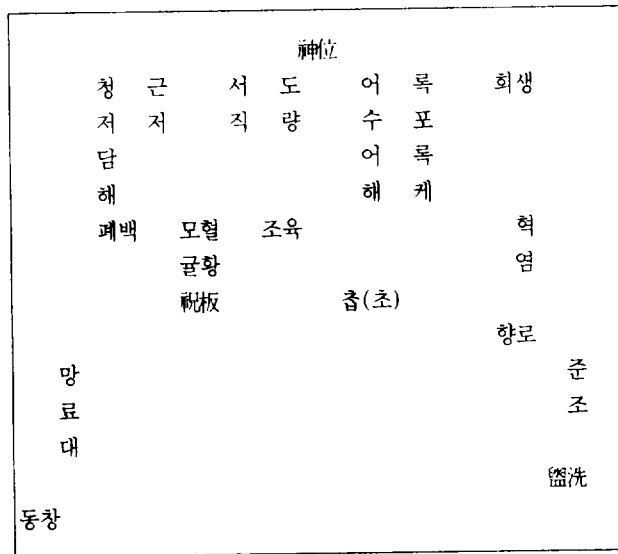 神位
청 근 서 도 어 록 희생
저 저 직 량 수 포
담 어 록
해 해 케
폐백 모혈 조육 혁
귤황 염
祝板 촙(초)
향로
망 준
료 조
대
盥洗
동창